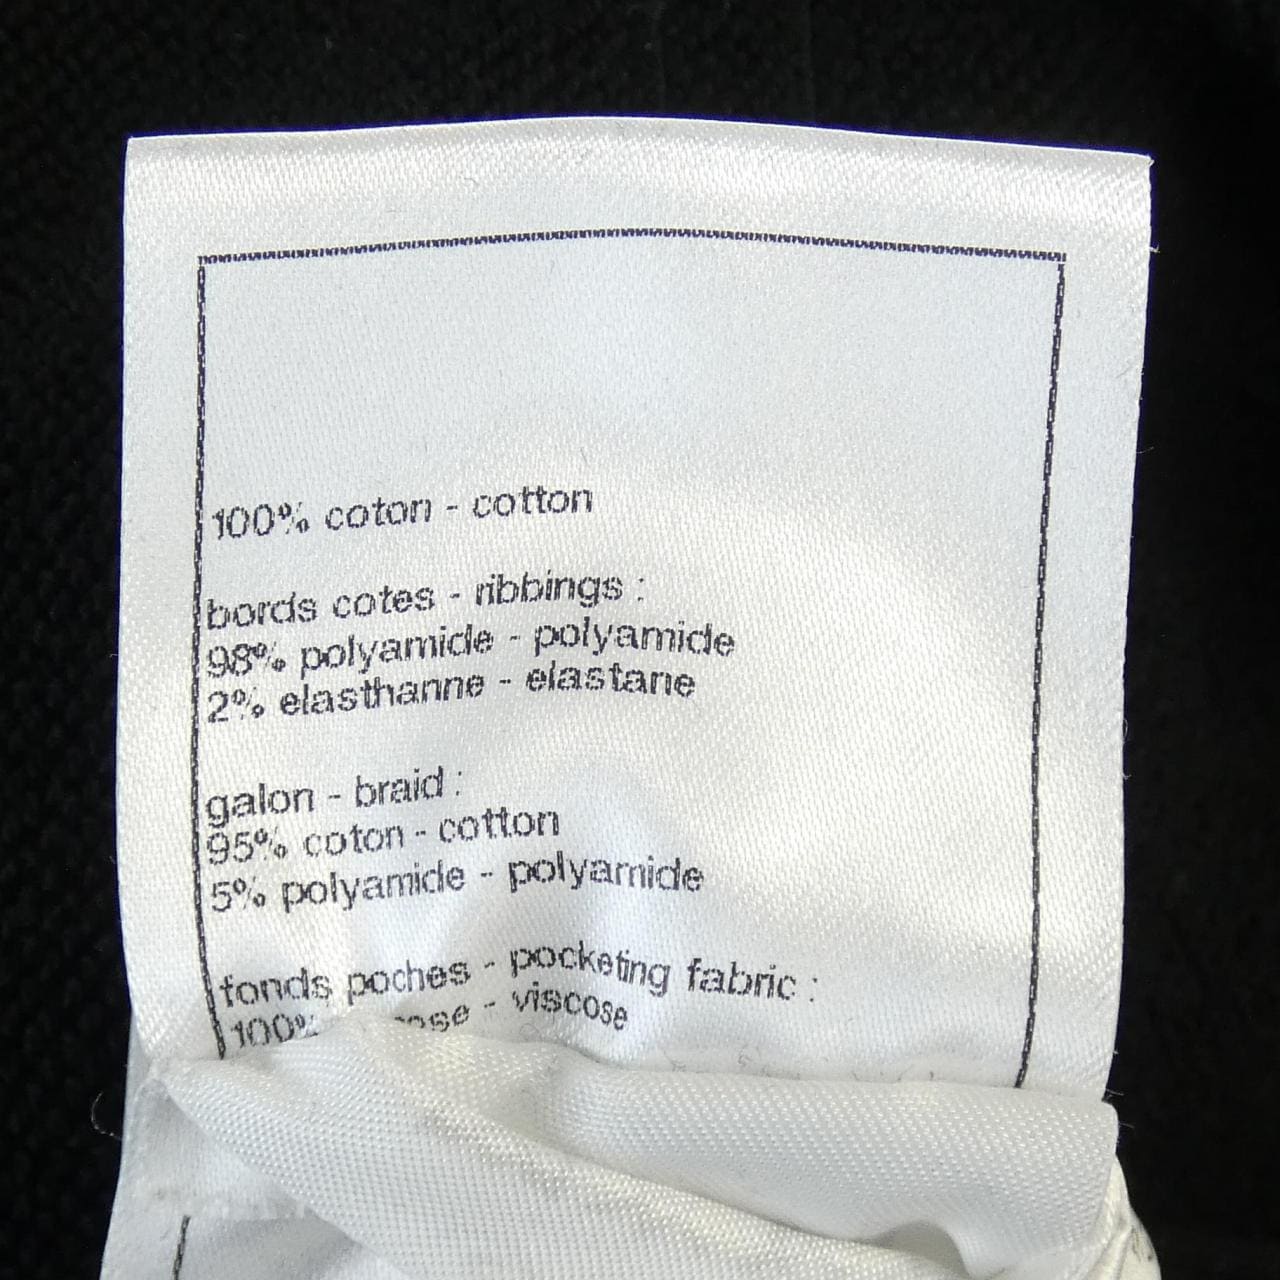 100% coton - cotton
bords cotes - ribbings :
98% polyamide - polyamide
2% elasthanne - elastane
galon - braid :
95% coton - cotton
5% polyamide - polyamide
fonds poches - pocketing fabric :
100% - viscose